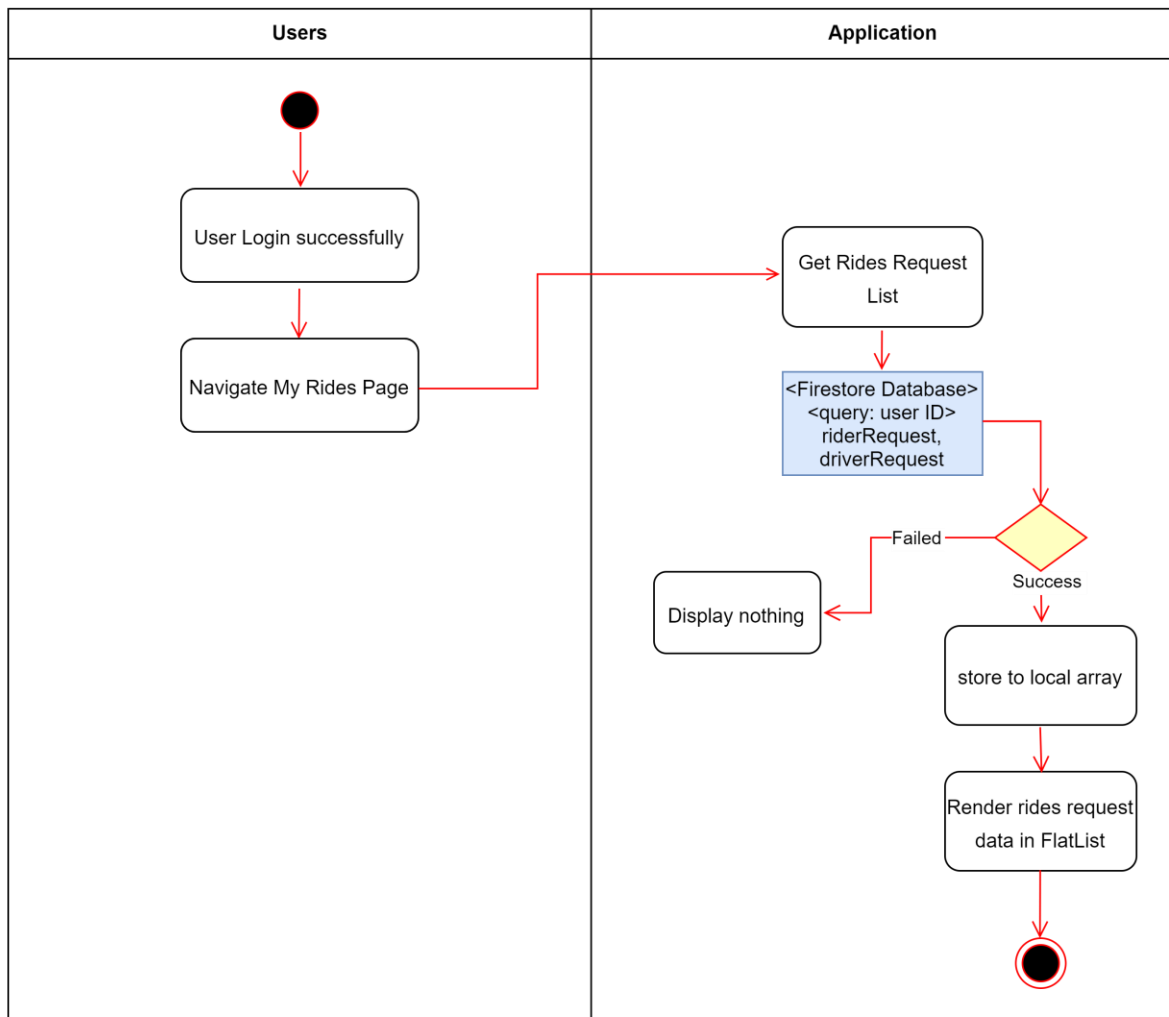 Users
Application
User Login successfully
Navigate My Rides Page
Get Rides Request
List
<Firestore Database>
<query: user ID>
riderRequest,
driverRequest
Failed
Success
Display nothing
store to local array
Render rides request
data in FlatList